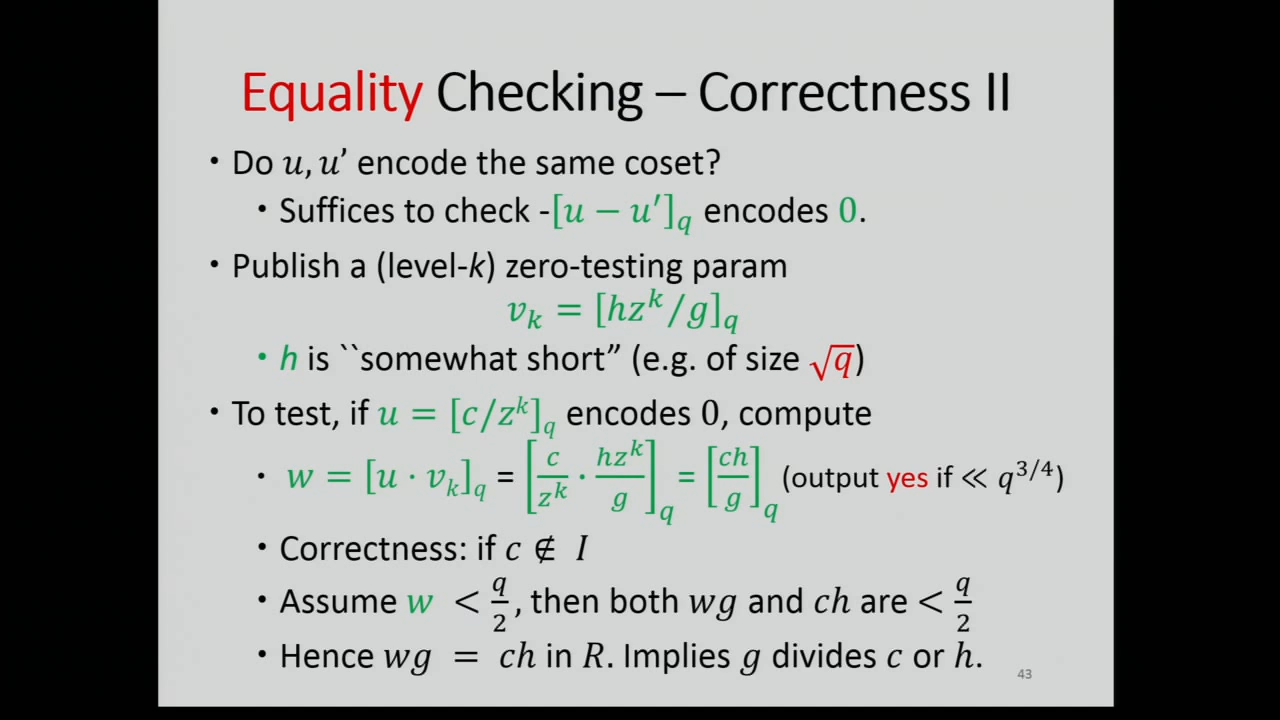 Equality Checking – Correctness II
• Do u, u’ encode the same coset?
• Suffices to check -[u − u′]_q encodes 0.
• Publish a (level-k) zero-testing param
v_k = [hz^k/g]_q
• h is ``somewhat short” (e.g. of size √q)
• To test, if u = [c/z^k]_q encodes 0, compute
• w = [u · v_k]_q = [c/z^k · hz^k/g]_q = [ch/g]_q (output yes if ≪ q^{3/4})
• Correctness: if c ∉ I
• Assume w < q/2, then both wg and ch are < q/2
• Hence wg = ch in R. Implies g divides c or h.
43